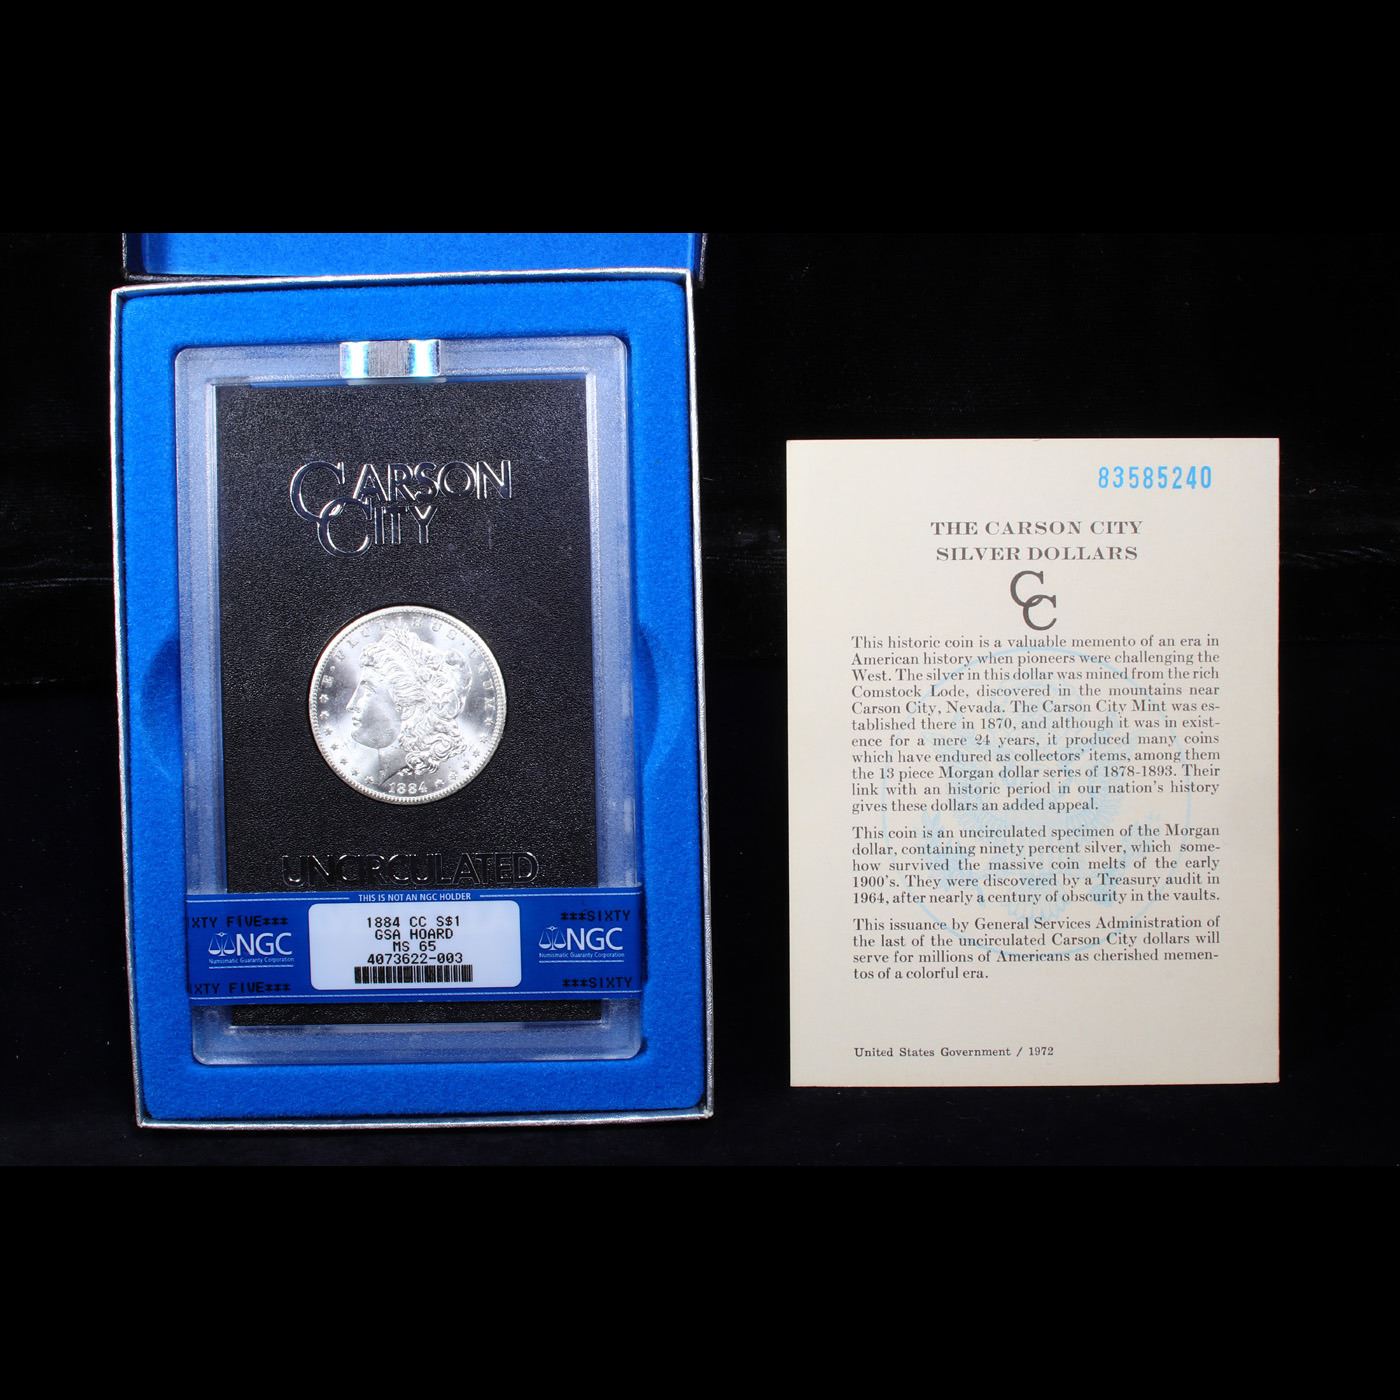 CARSON
CITY
E·PLURIBUS·UNUM
1884
UNCIRCULATED
THIS IS NOT AN NGC HOLDER
XTY FIVE***
***SIXTY
1884 CC S$1
GSA HOARD
MS 65
4073622-003
NGC
Numismatic Guaranty Corporation
NGC
Numismatic Guaranty Corporation
XTY FIVE***
***SIXTY
83585240
THE CARSON CITY
SILVER DOLLARS
CC
This historic coin is a valuable memento of an era in
American history when pioneers were challenging the
West. The silver in this dollar was mined from the rich
Comstock Lode, discovered in the mountains near
Carson City, Nevada. The Carson City Mint was es-
tablished there in 1870, and although it was in exist-
ence for a mere 24 years, it produced many coins
which have endured as collectors' items, among them
the 13 piece Morgan dollar series of 1878-1893. Their
link with an historic period in our nation's history
gives these dollars an added appeal.
This coin is an uncirculated specimen of the Morgan
dollar, containing ninety percent silver, which some-
how survived the massive coin melts of the early
1900's. They were discovered by a Treasury audit in
1964, after nearly a century of obscurity in the vaults.
This issuance by General Services Administration of
the last of the uncirculated Carson City dollars will
serve for millions of Americans as cherished memen-
tos of a colorful era.
United States Government / 1972